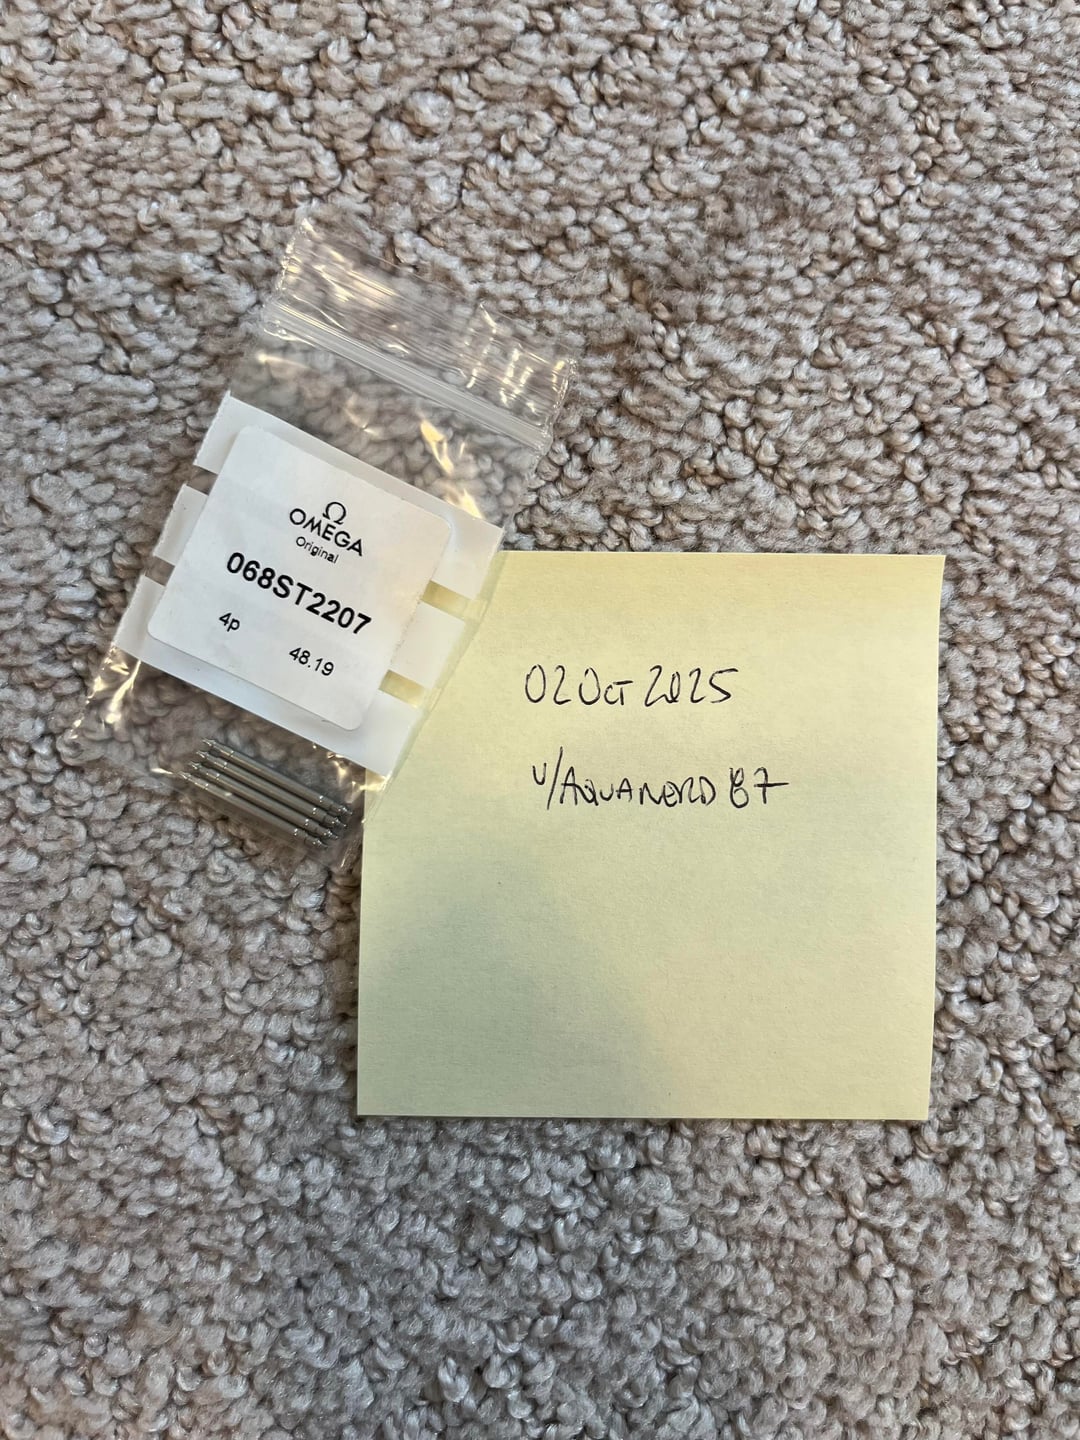 Ω
OMEGA
Original
068ST2207
4p 48.19
02 Oct 2025
u/AQUANERD87